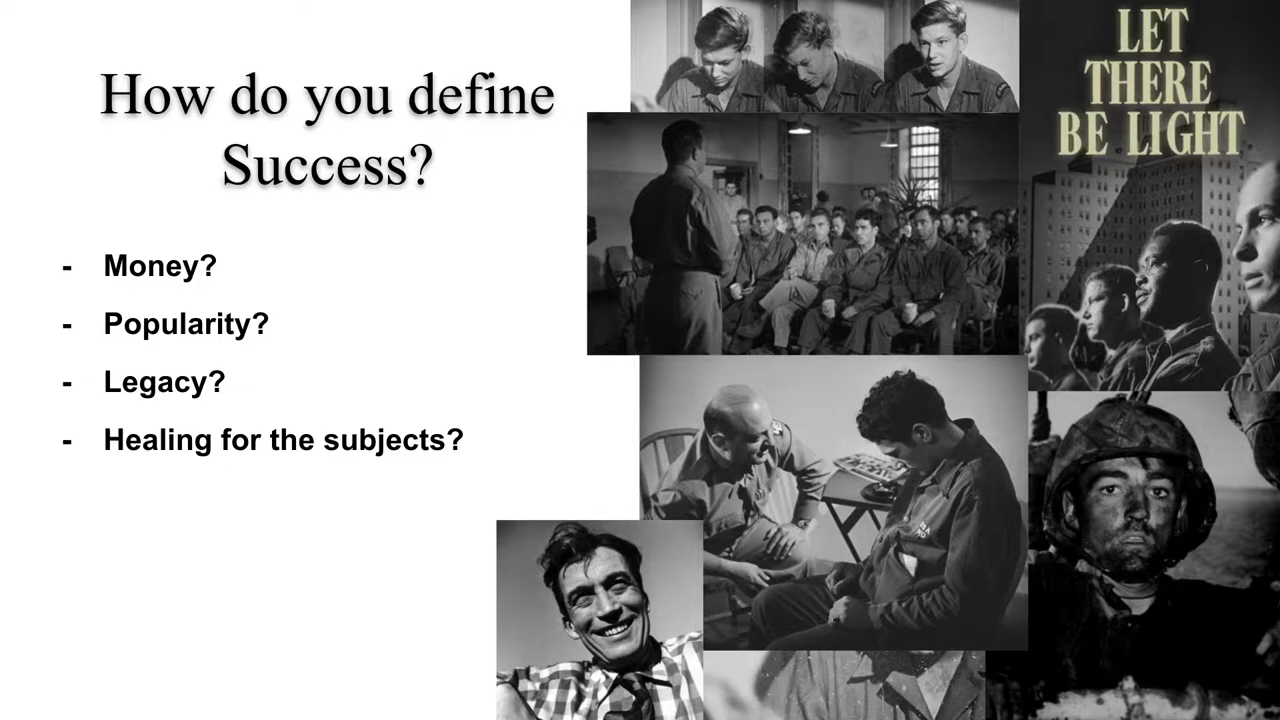 How do you define
Success?
- Money?
- Popularity?
- Legacy?
- Healing for the subjects?
LET
THERE
BE LIGHT